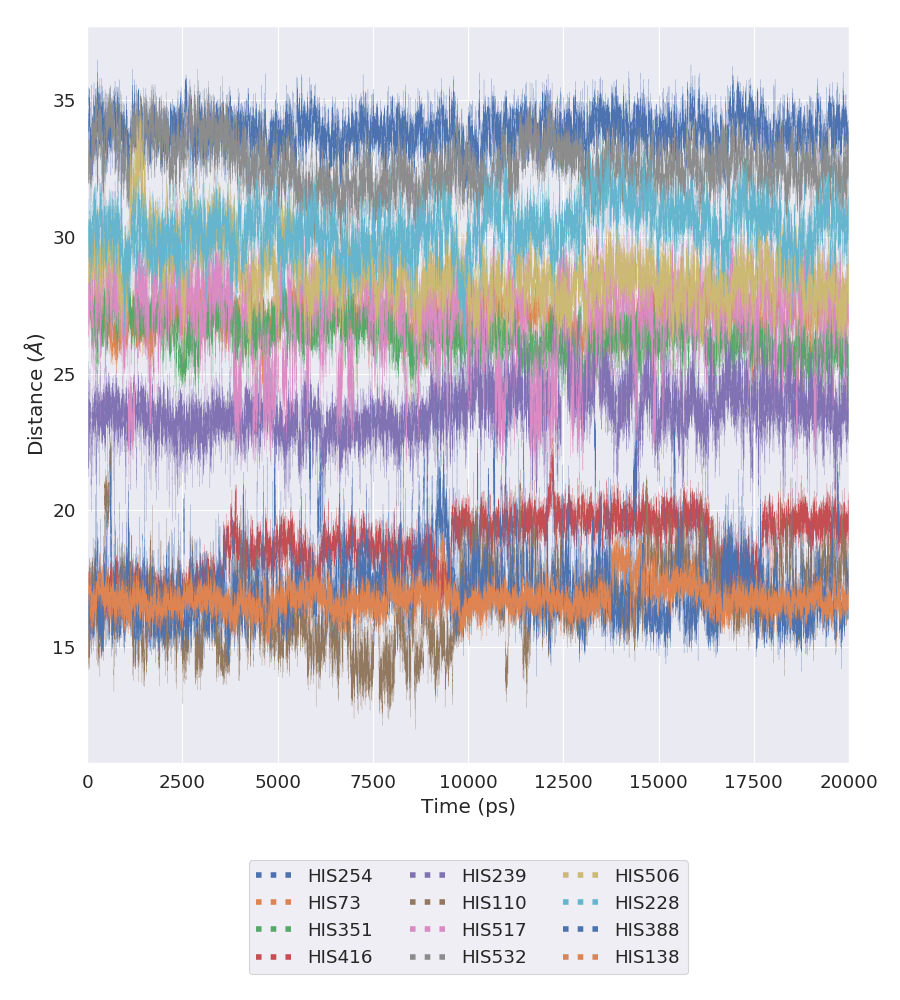 35
30
25
20
15
Distance (Å)
0 2500 5000 7500 10000 12500 15000 17500 20000
Time (ps)
HIS254 HIS239 HIS506
HIS73 HIS110 HIS228
HIS351 HIS517 HIS388
HIS416 HIS532 HIS138